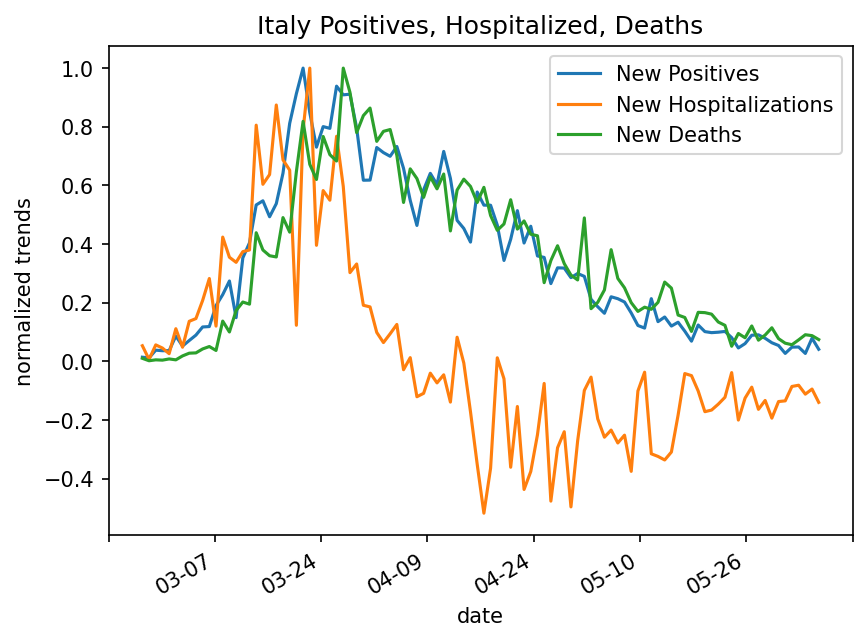 Italy Positives, Hospitalized, Deaths
New Positives
New Hospitalizations
New Deaths
normalized trends
1.0
0.8
0.6
0.4
0.2
0.0
−0.2
−0.4
03-07
03-24
04-09
04-24
05-10
05-26
date